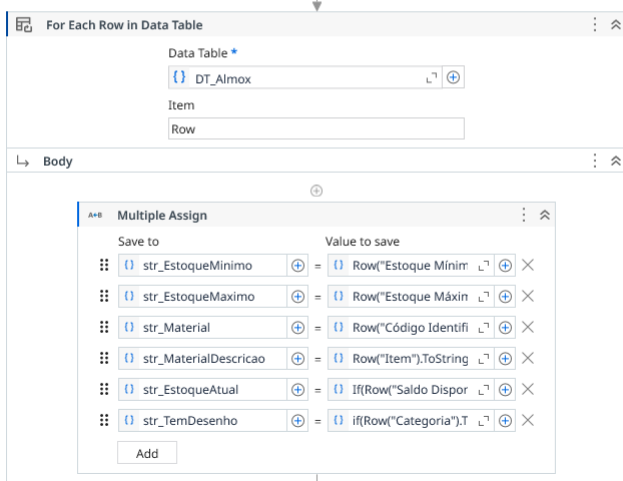 For Each Row in Data Table
Data Table *
{} DT_Almox
Item
Row
Body
A+B Multiple Assign
Save to Value to save
{} str_EstoqueMinimo = {} Row("Estoque Mínim
{} str_EstoqueMaximo = {} Row("Estoque Máxim
{} str_Material = {} Row("Código Identifi
{} str_MaterialDescricao = {} Row("Item").ToString
{} str_EstoqueAtual = {} If(Row("Saldo Dispor
{} str_TemDesenho = {} if(Row("Categoria").T
Add